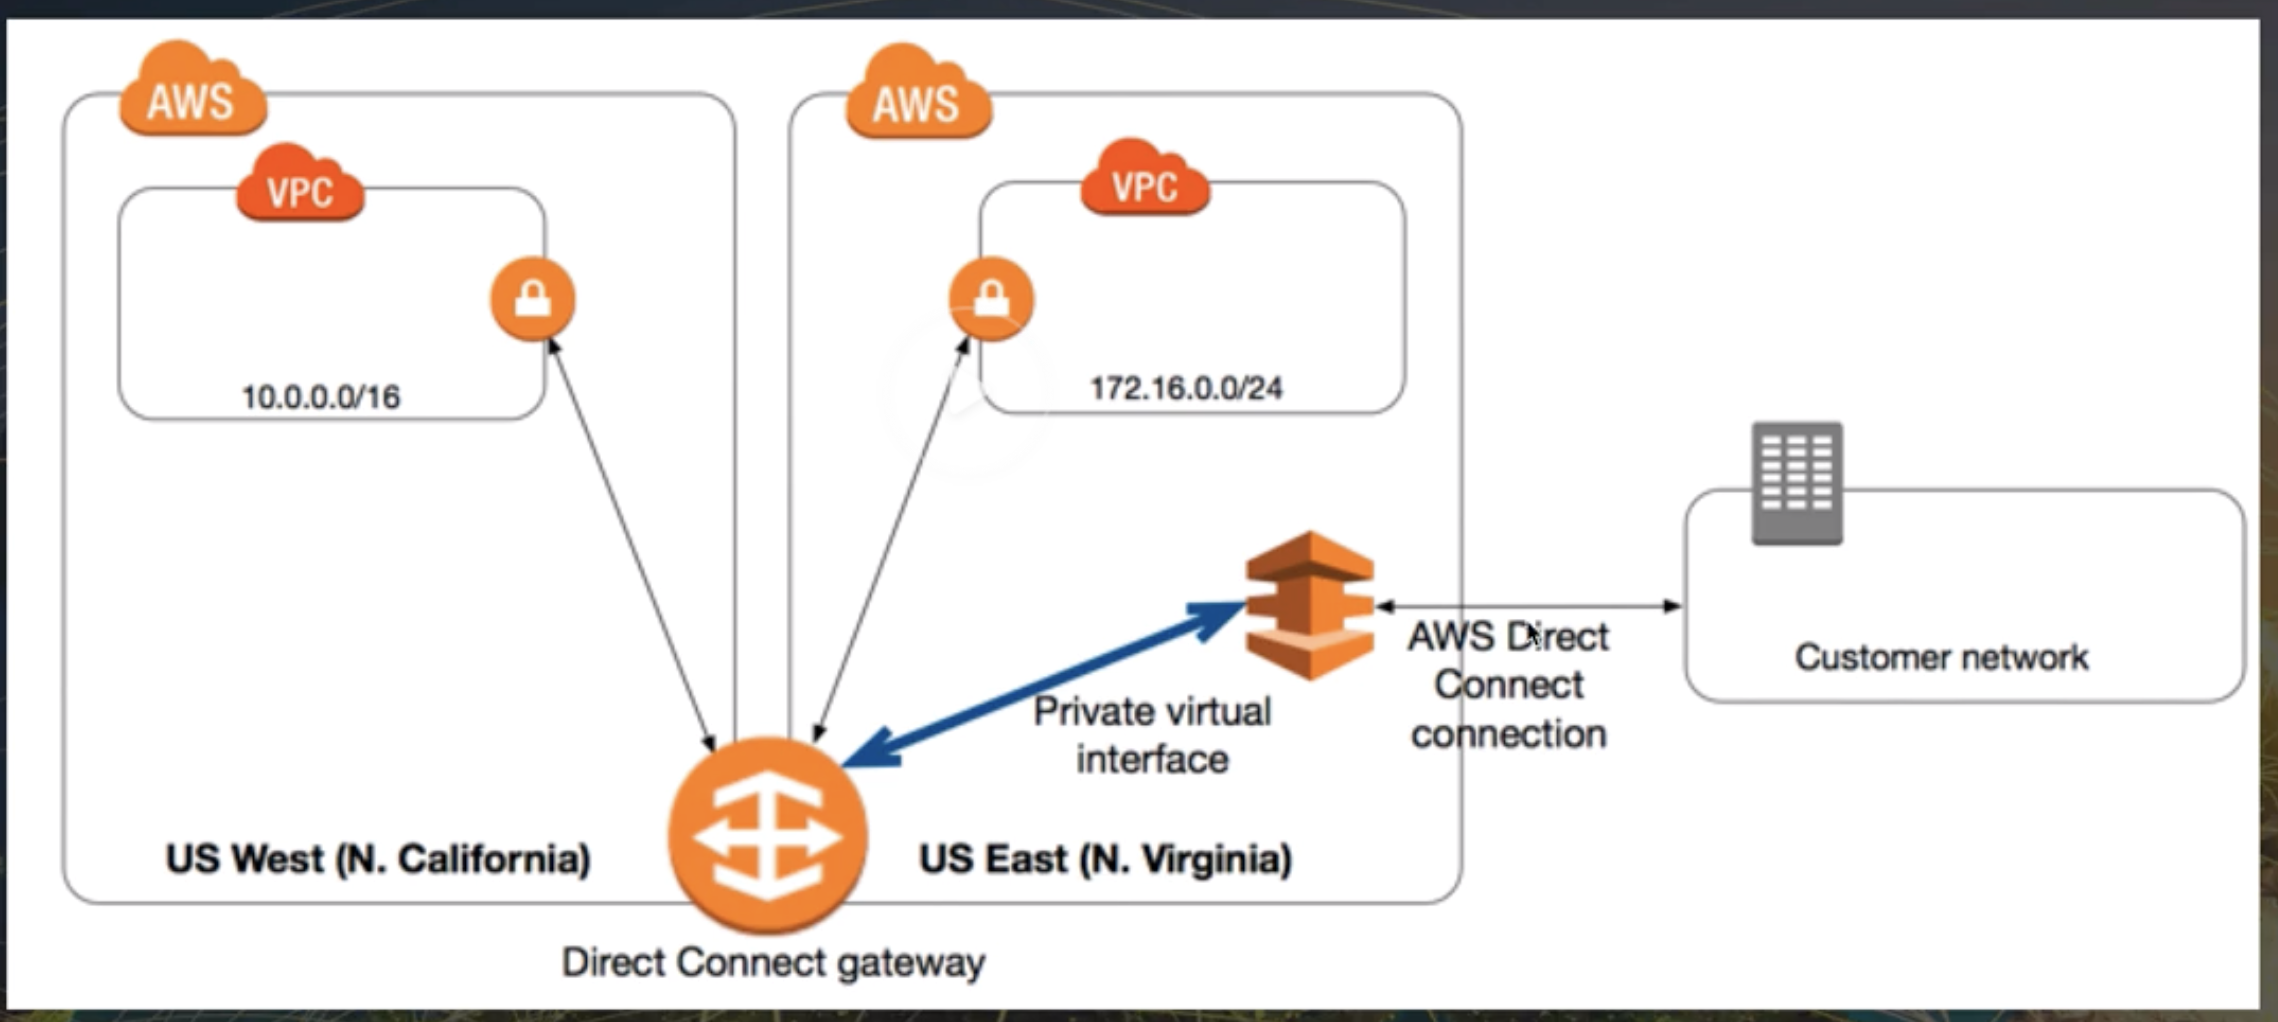 AWS
AWS
VPC
VPC
10.0.0.0/16
172.16.0.0/24
AWS Direct
Connect
connection
Customer network
Private virtual
interface
US West (N. California)
US East (N. Virginia)
Direct Connect gateway